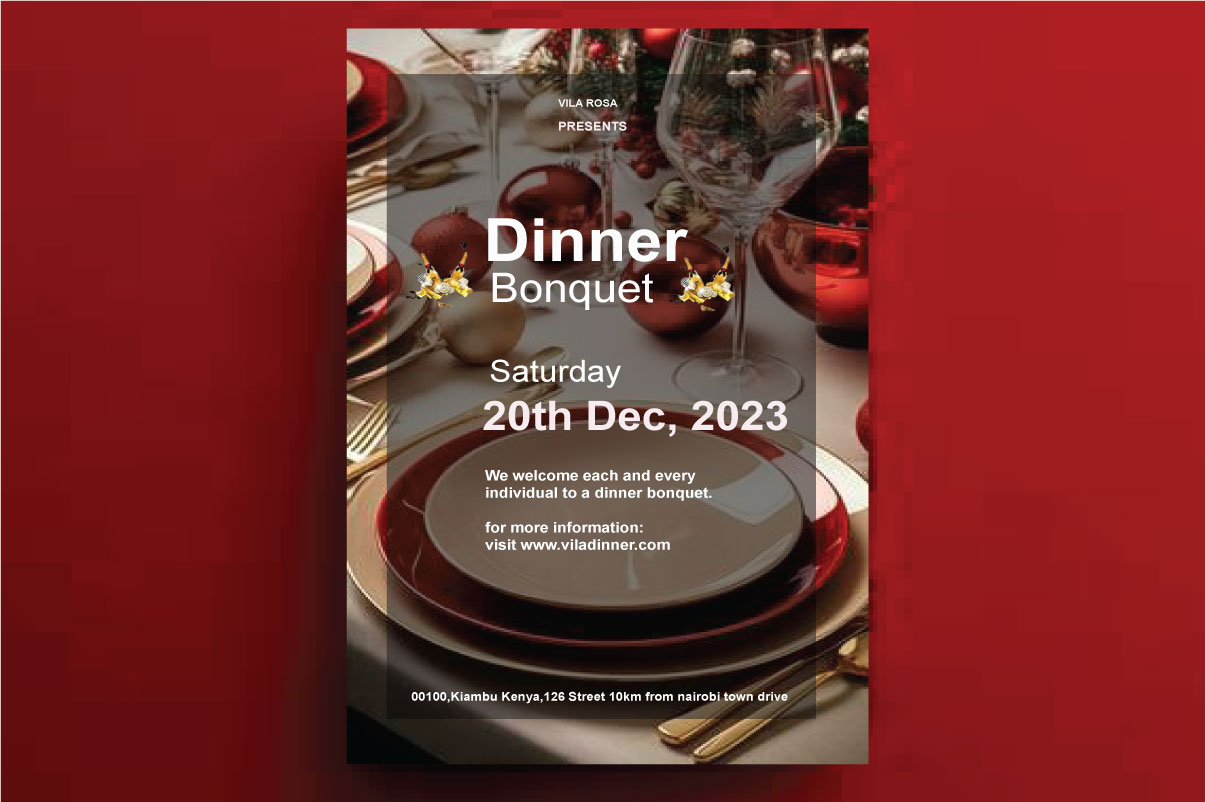 VILA ROSA
PRESENTS
Dinner
Bonquet
Saturday
20th Dec, 2023
We welcome each and every
individual to a dinner bonquet.
for more information:
visit www.viladinner.com
00100,Kiambu Kenya,126 Street 10km from nairobi town drive